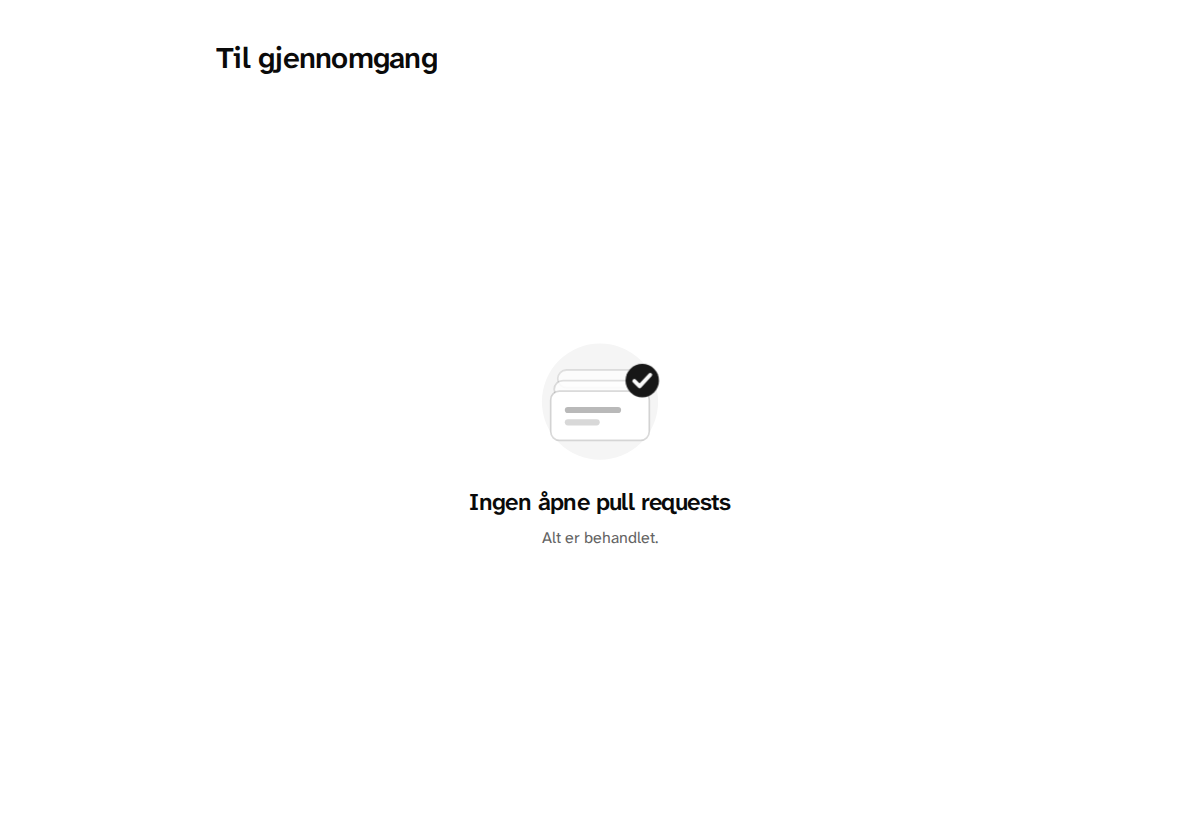 Til gjennomgang
Ingen åpne pull requests
Alt er behandlet.